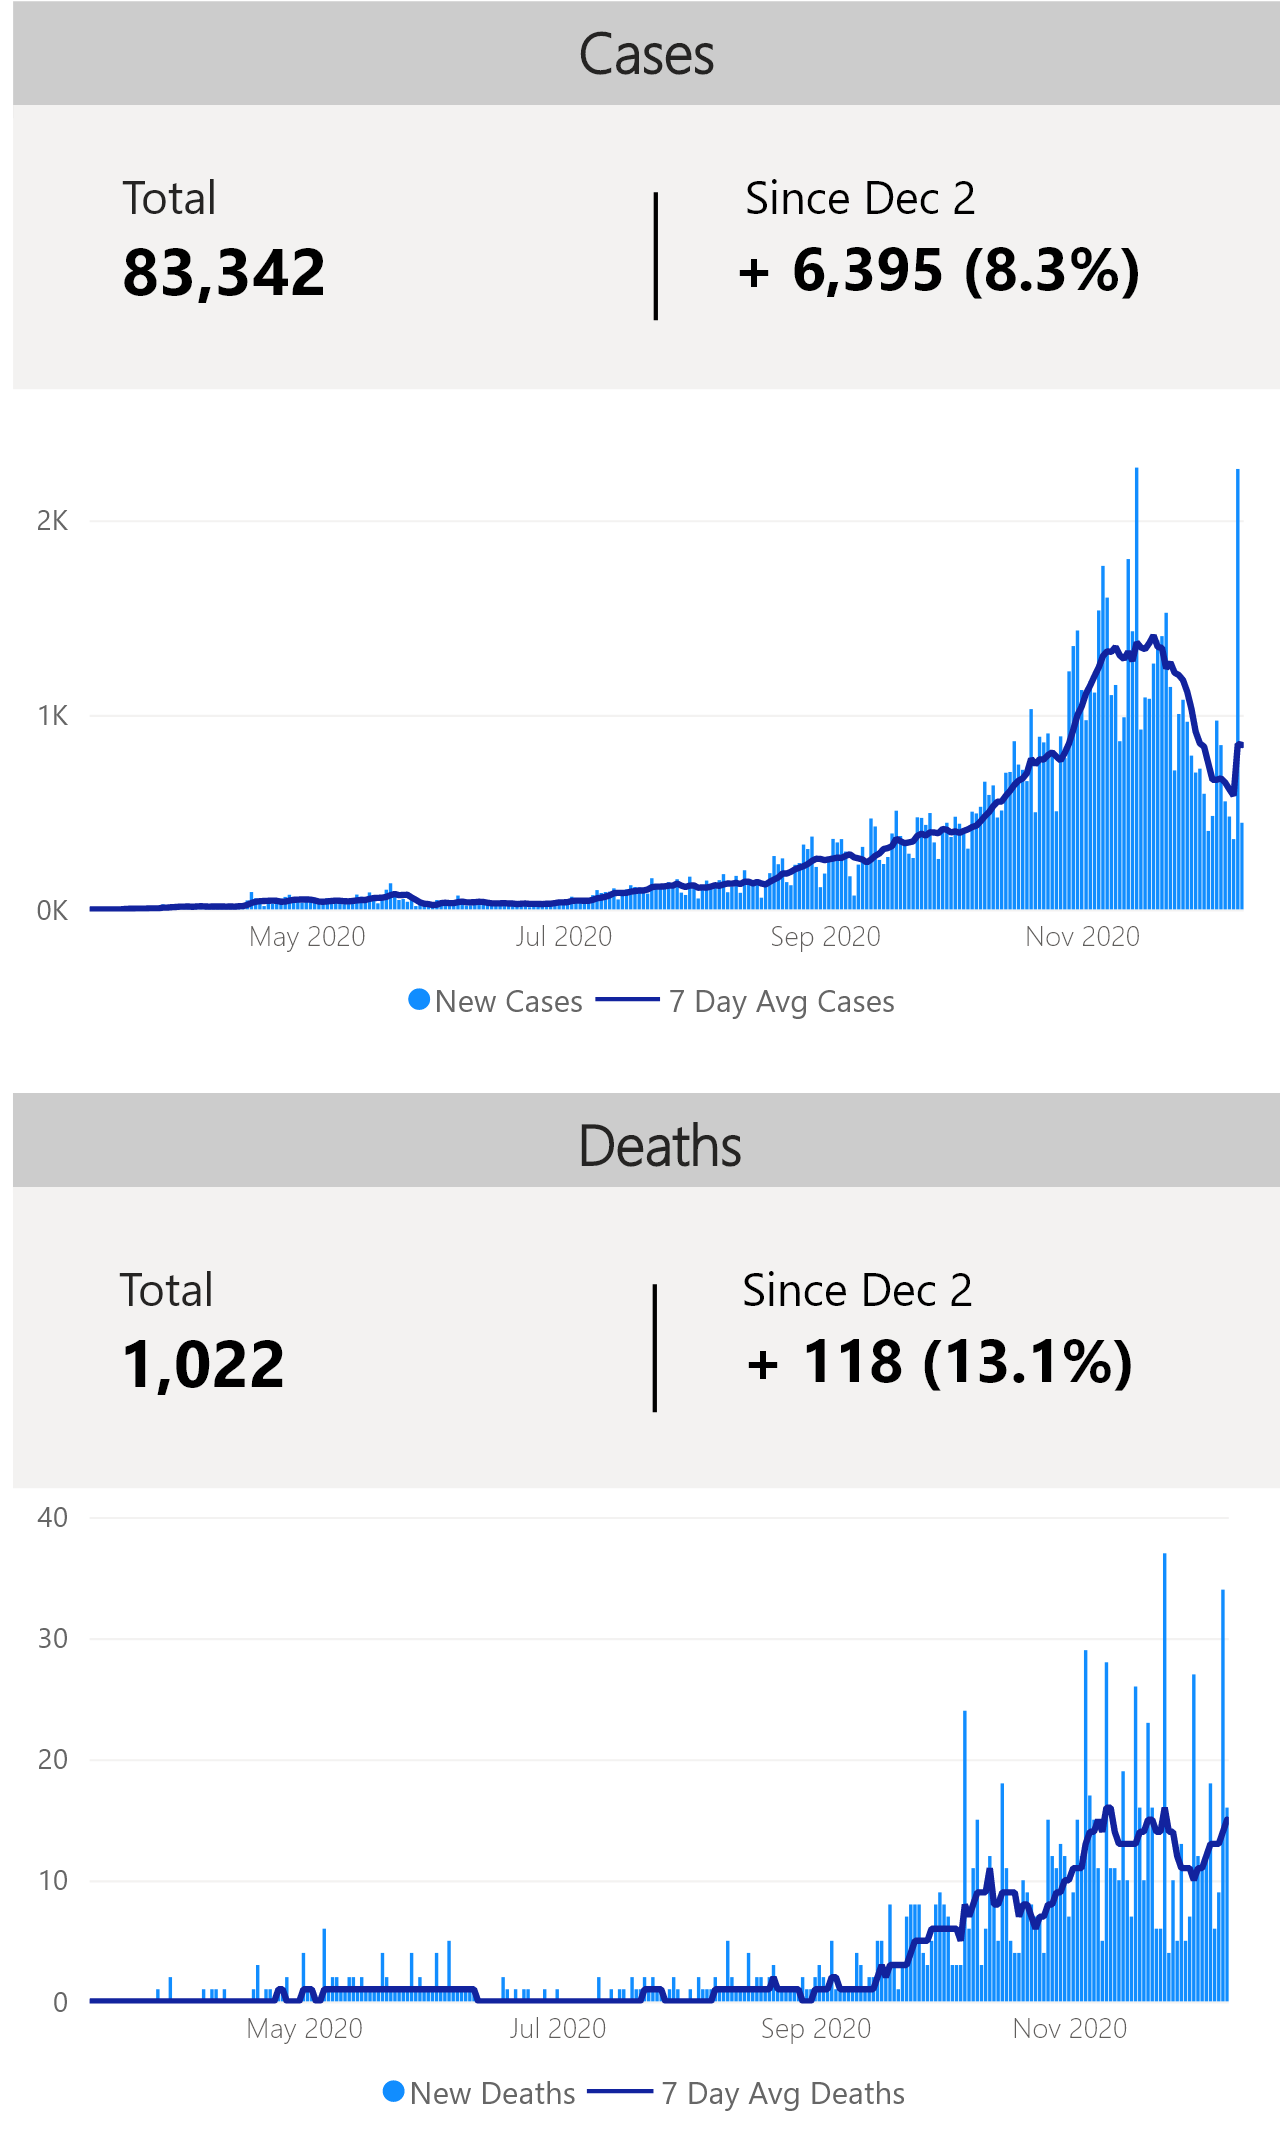 Cases
Total
Since Dec 2
83,342
+ 6,395 (8.3%)
2K
1K
0K
May 2020
Jul 2020
Sep 2020
Nov 2020
New Cases
7 Day Avg Cases
Deaths
Total
Since Dec 2
1,022
+ 118 (13.1%)
40
30
20
10
0
May 2020
Jul 2020
Sep 2020
Nov 2020
New Deaths
7 Day Avg Deaths